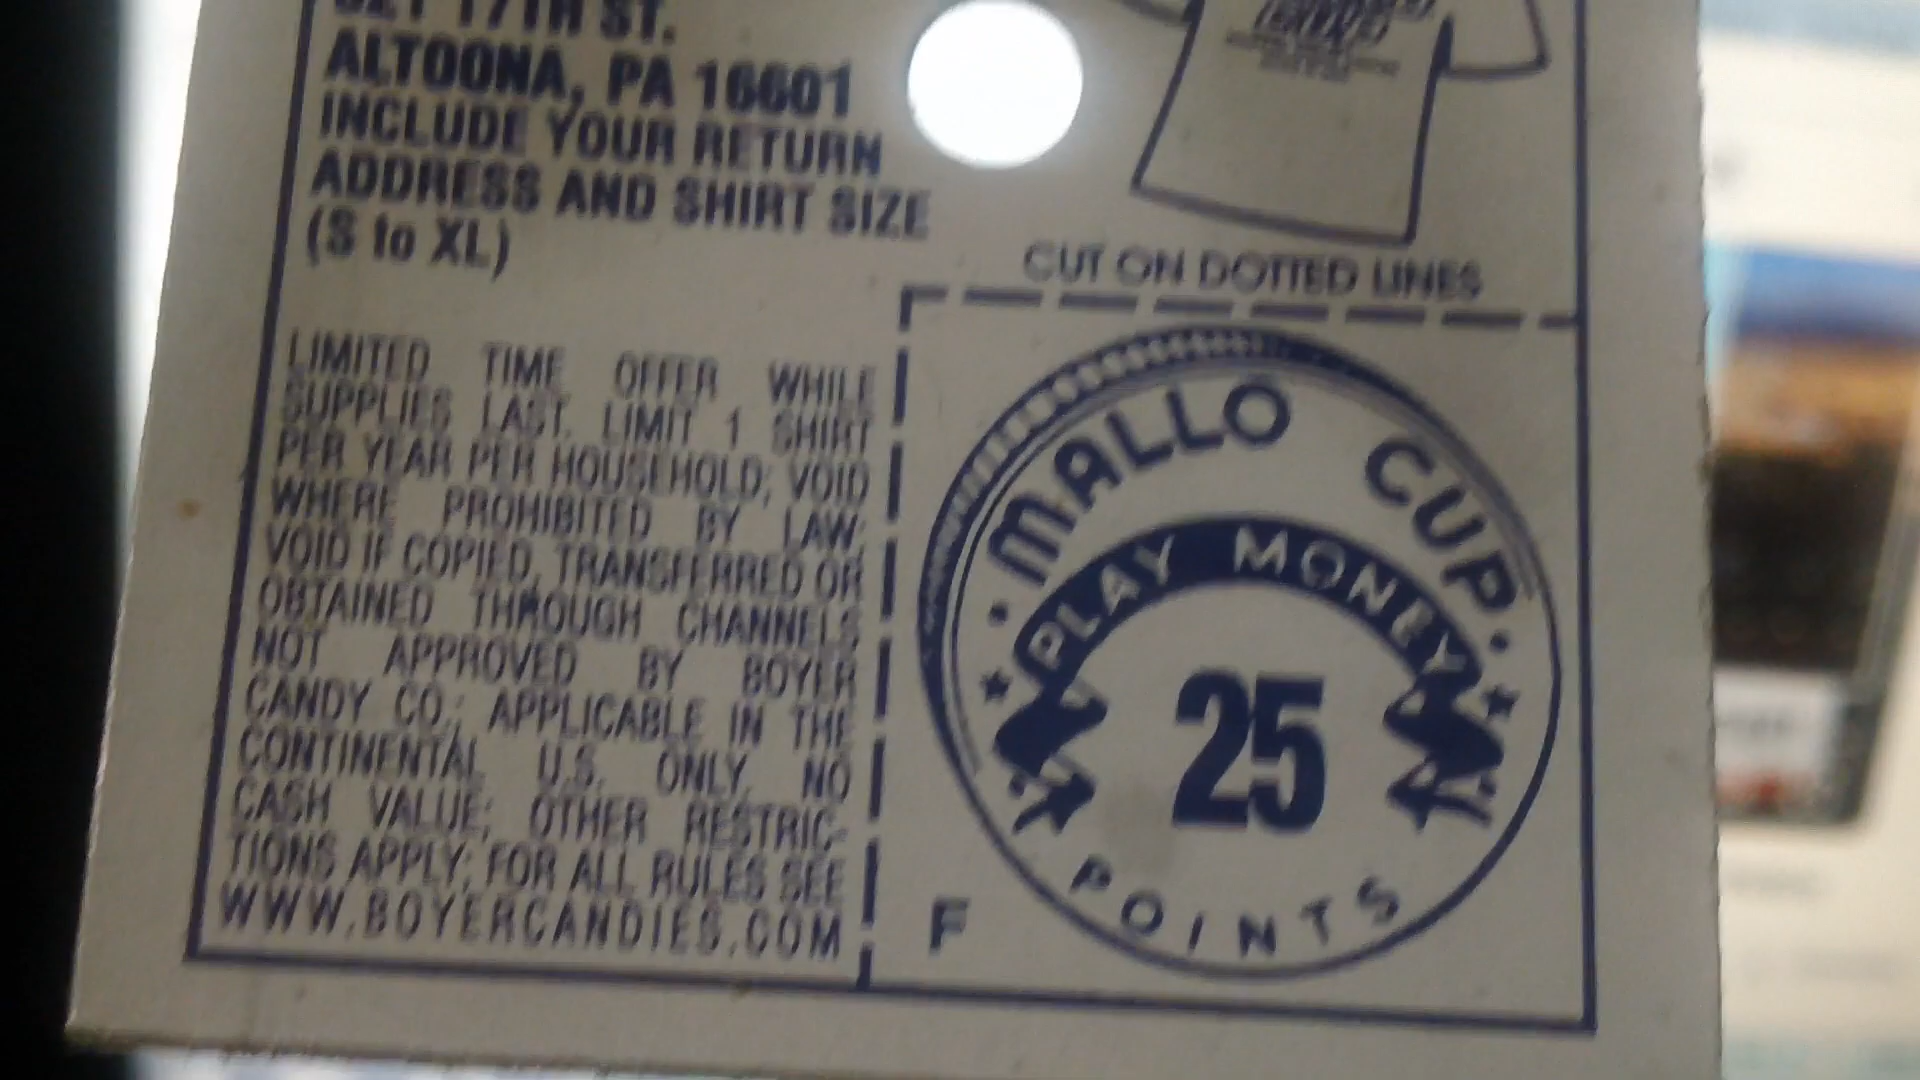 821 17TH ST.
ALTOONA, PA 16601
INCLUDE YOUR RETURN
ADDRESS AND SHIRT SIZE
(S to XL)
CUT ON DOTTED LINES
LIMITED TIME OFFER WHILE
SUPPLIES LAST. LIMIT 1 SHIRT
PER YEAR PER HOUSEHOLD; VOID
WHERE PROHIBITED BY LAW;
VOID IF COPIED, TRANSFERRED OR
OBTAINED THROUGH CHANNELS
NOT APPROVED BY BOYER
CANDY CO.; APPLICABLE IN THE
CONTINENTAL U.S. ONLY. NO
CASH VALUE; OTHER RESTRIC-
TIONS APPLY; FOR ALL RULES SEE
WWW.BOYERCANDIES.COM
MALLO CUP
PLAY MONEY
25
POINTS
F